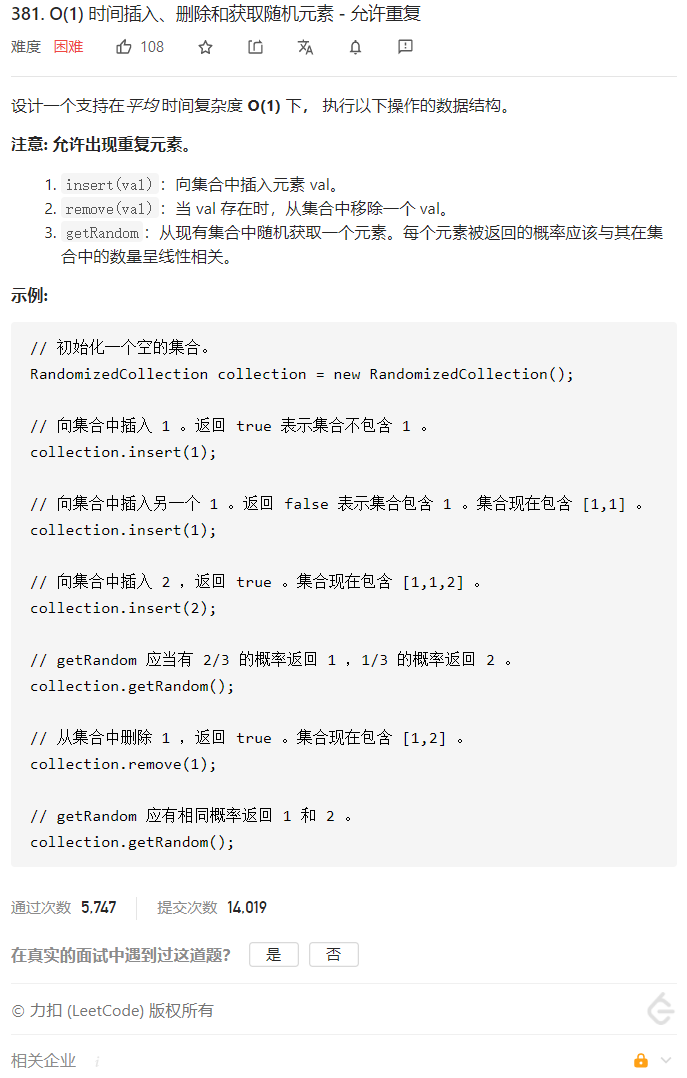 381. O(1) 时间插入、删除和获取随机元素 - 允许重复
难度 困难 108
设计一个支持在平均 时间复杂度 O(1) 下， 执行以下操作的数据结构。
注意: 允许出现重复元素。
1. insert(val)：向集合中插入元素 val。
2. remove(val)：当 val 存在时，从集合中移除一个 val。
3. getRandom：从现有集合中随机获取一个元素。每个元素被返回的概率应该与其在集
合中的数量呈线性相关。
示例:
// 初始化一个空的集合。
RandomizedCollection collection = new RandomizedCollection();
// 向集合中插入 1 。返回 true 表示集合不包含 1 。
collection.insert(1);
// 向集合中插入另一个 1 。返回 false 表示集合包含 1 。集合现在包含 [1,1] 。
collection.insert(1);
// 向集合中插入 2 ，返回 true 。集合现在包含 [1,1,2] 。
collection.insert(2);
// getRandom 应当有 2/3 的概率返回 1 ，1/3 的概率返回 2 。
collection.getRandom();
// 从集合中删除 1 ，返回 true 。集合现在包含 [1,2] 。
collection.remove(1);
// getRandom 应有相同概率返回 1 和 2 。
collection.getRandom();
通过次数 5,747 提交次数 14,019
在真实的面试中遇到过这道题? 是 否
© 力扣 (LeetCode) 版权所有
相关企业 i